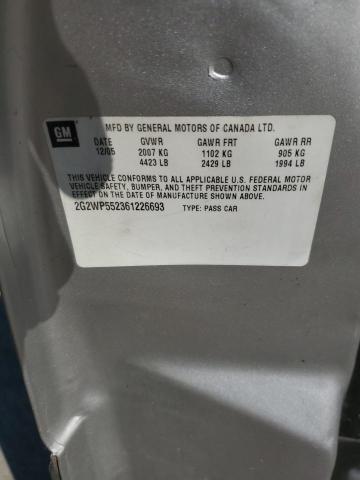 GM
MFD BY GENERAL MOTORS OF CANADA LTD.
DATE GVWR GAWR FRT GAWR RR
12/05 2007 KG 1102 KG 905 KG
4423 LB 2429 LB 1994 LB
THIS VEHICLE CONFORMS TO ALL APPLICABLE U.S. FEDERAL MOTOR
VEHICLE SAFETY, BUMPER, AND THEFT PREVENTION STANDARDS IN
EFFECT ON THE DATE OF MANUFACTURE SHOWN ABOVE.
2G2WP552361226693 TYPE: PASS CAR